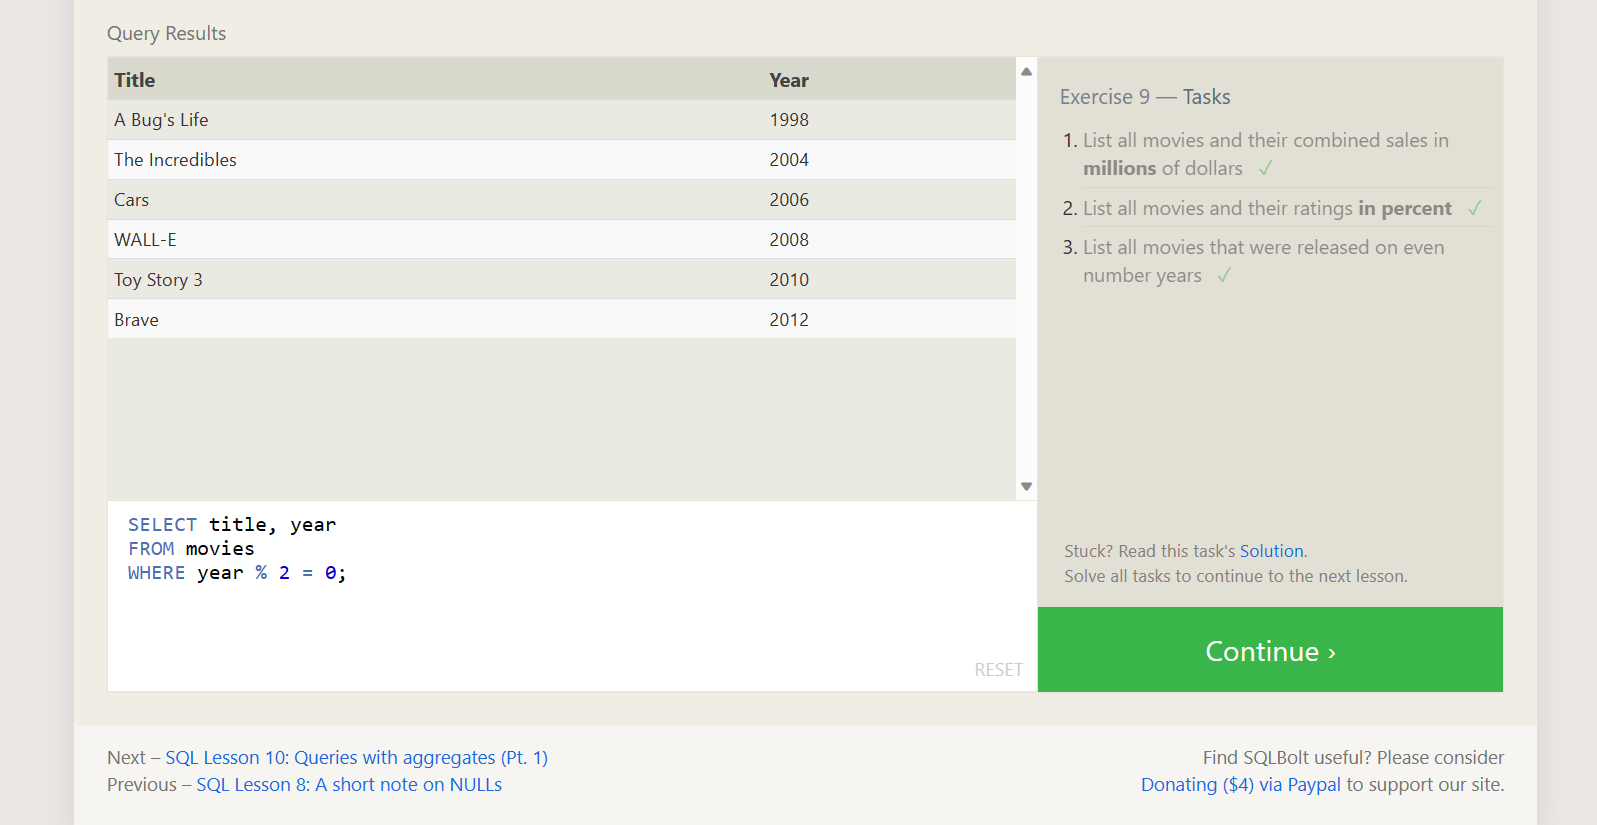 Query Results
Title Year
A Bug's Life 1998
The Incredibles 2004
Cars 2006
WALL-E 2008
Toy Story 3 2010
Brave 2012
SELECT title, year
FROM movies
WHERE year % 2 = 0;
RESET
Exercise 9 — Tasks
1. List all movies and their combined sales in
millions of dollars ✓
2. List all movies and their ratings in percent ✓
3. List all movies that were released on even
number years ✓
Stuck? Read this task's Solution.
Solve all tasks to continue to the next lesson.
Continue ›
Next – SQL Lesson 10: Queries with aggregates (Pt. 1)
Previous – SQL Lesson 8: A short note on NULLs
Find SQLBolt useful? Please consider
Donating ($4) via Paypal to support our site.